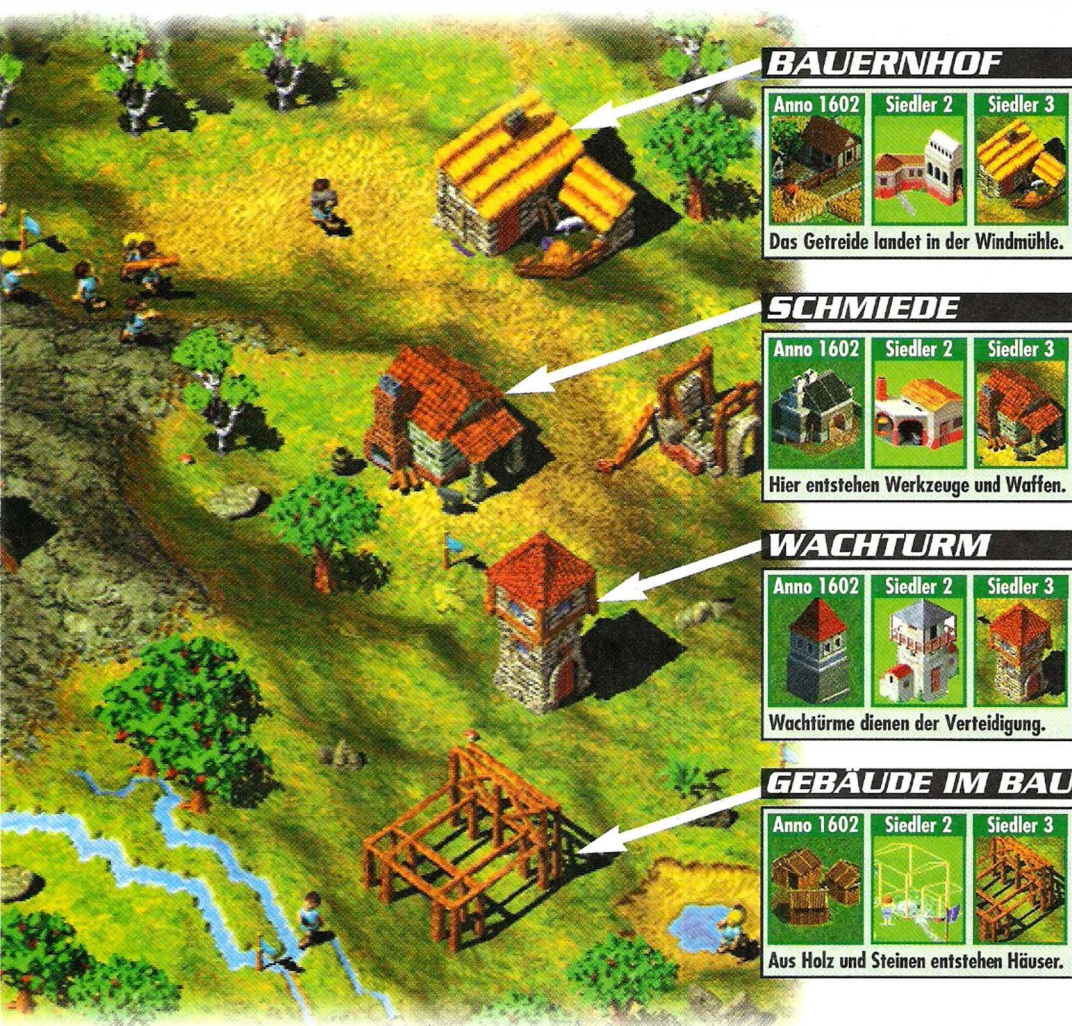 BAUERNHOF
Anno 1602 Siedler 2 Siedler 3
Das Getreide landet in der Windmühle.
SCHMIEDE
Anno 1602 Siedler 2 Siedler 3
Hier entstehen Werkzeuge und Waffen.
WACHTURM
Anno 1602 Siedler 2 Siedler 3
Wachtürme dienen der Verteidigung.
GEBÄUDE IM BAU
Anno 1602 Siedler 2 Siedler 3
Aus Holz und Steinen entstehen Häuser.